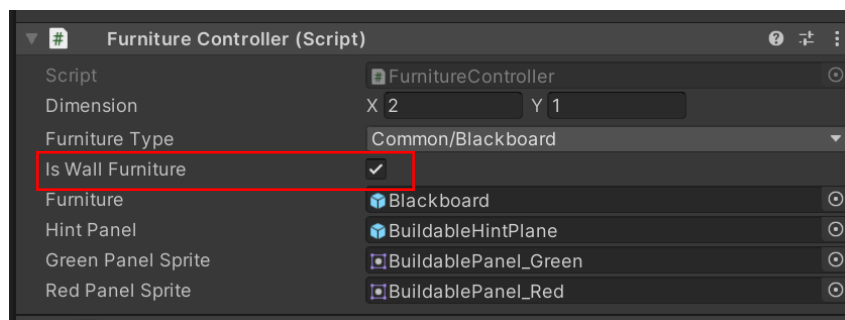 # Furniture Controller (Script)
Script FurnitureController
Dimension X 2 Y 1
Furniture Type Common/Blackboard
Is Wall Furniture
Furniture Blackboard
Hint Panel BuildableHintPlane
Green Panel Sprite BuildablePanel_Green
Red Panel Sprite BuildablePanel_Red